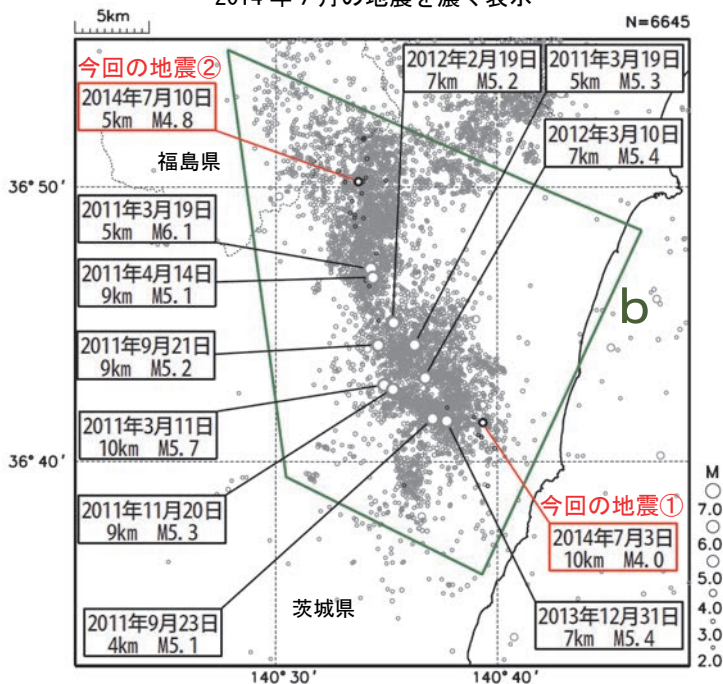 2014年7月の地震を濃く表示
5km
N=6645
今回の地震②
2014年7月10日
5km M4.8
2012年2月19日
7km M5.2
2011年3月19日
5km M5.3
2012年3月10日
7km M5.4
福島県
36°50′
2011年3月19日
5km M6.1
2011年4月14日
9km M5.1
b
2011年9月21日
9km M5.2
2011年3月11日
10km M5.7
36°40′
2011年11月20日
9km M5.3
今回の地震①
2014年7月3日
10km M4.0
M
7.0
6.0
5.0
4.0
3.0
2.0
茨城県
2011年9月23日
4km M5.1
2013年12月31日
7km M5.4
140°30′
140°40′